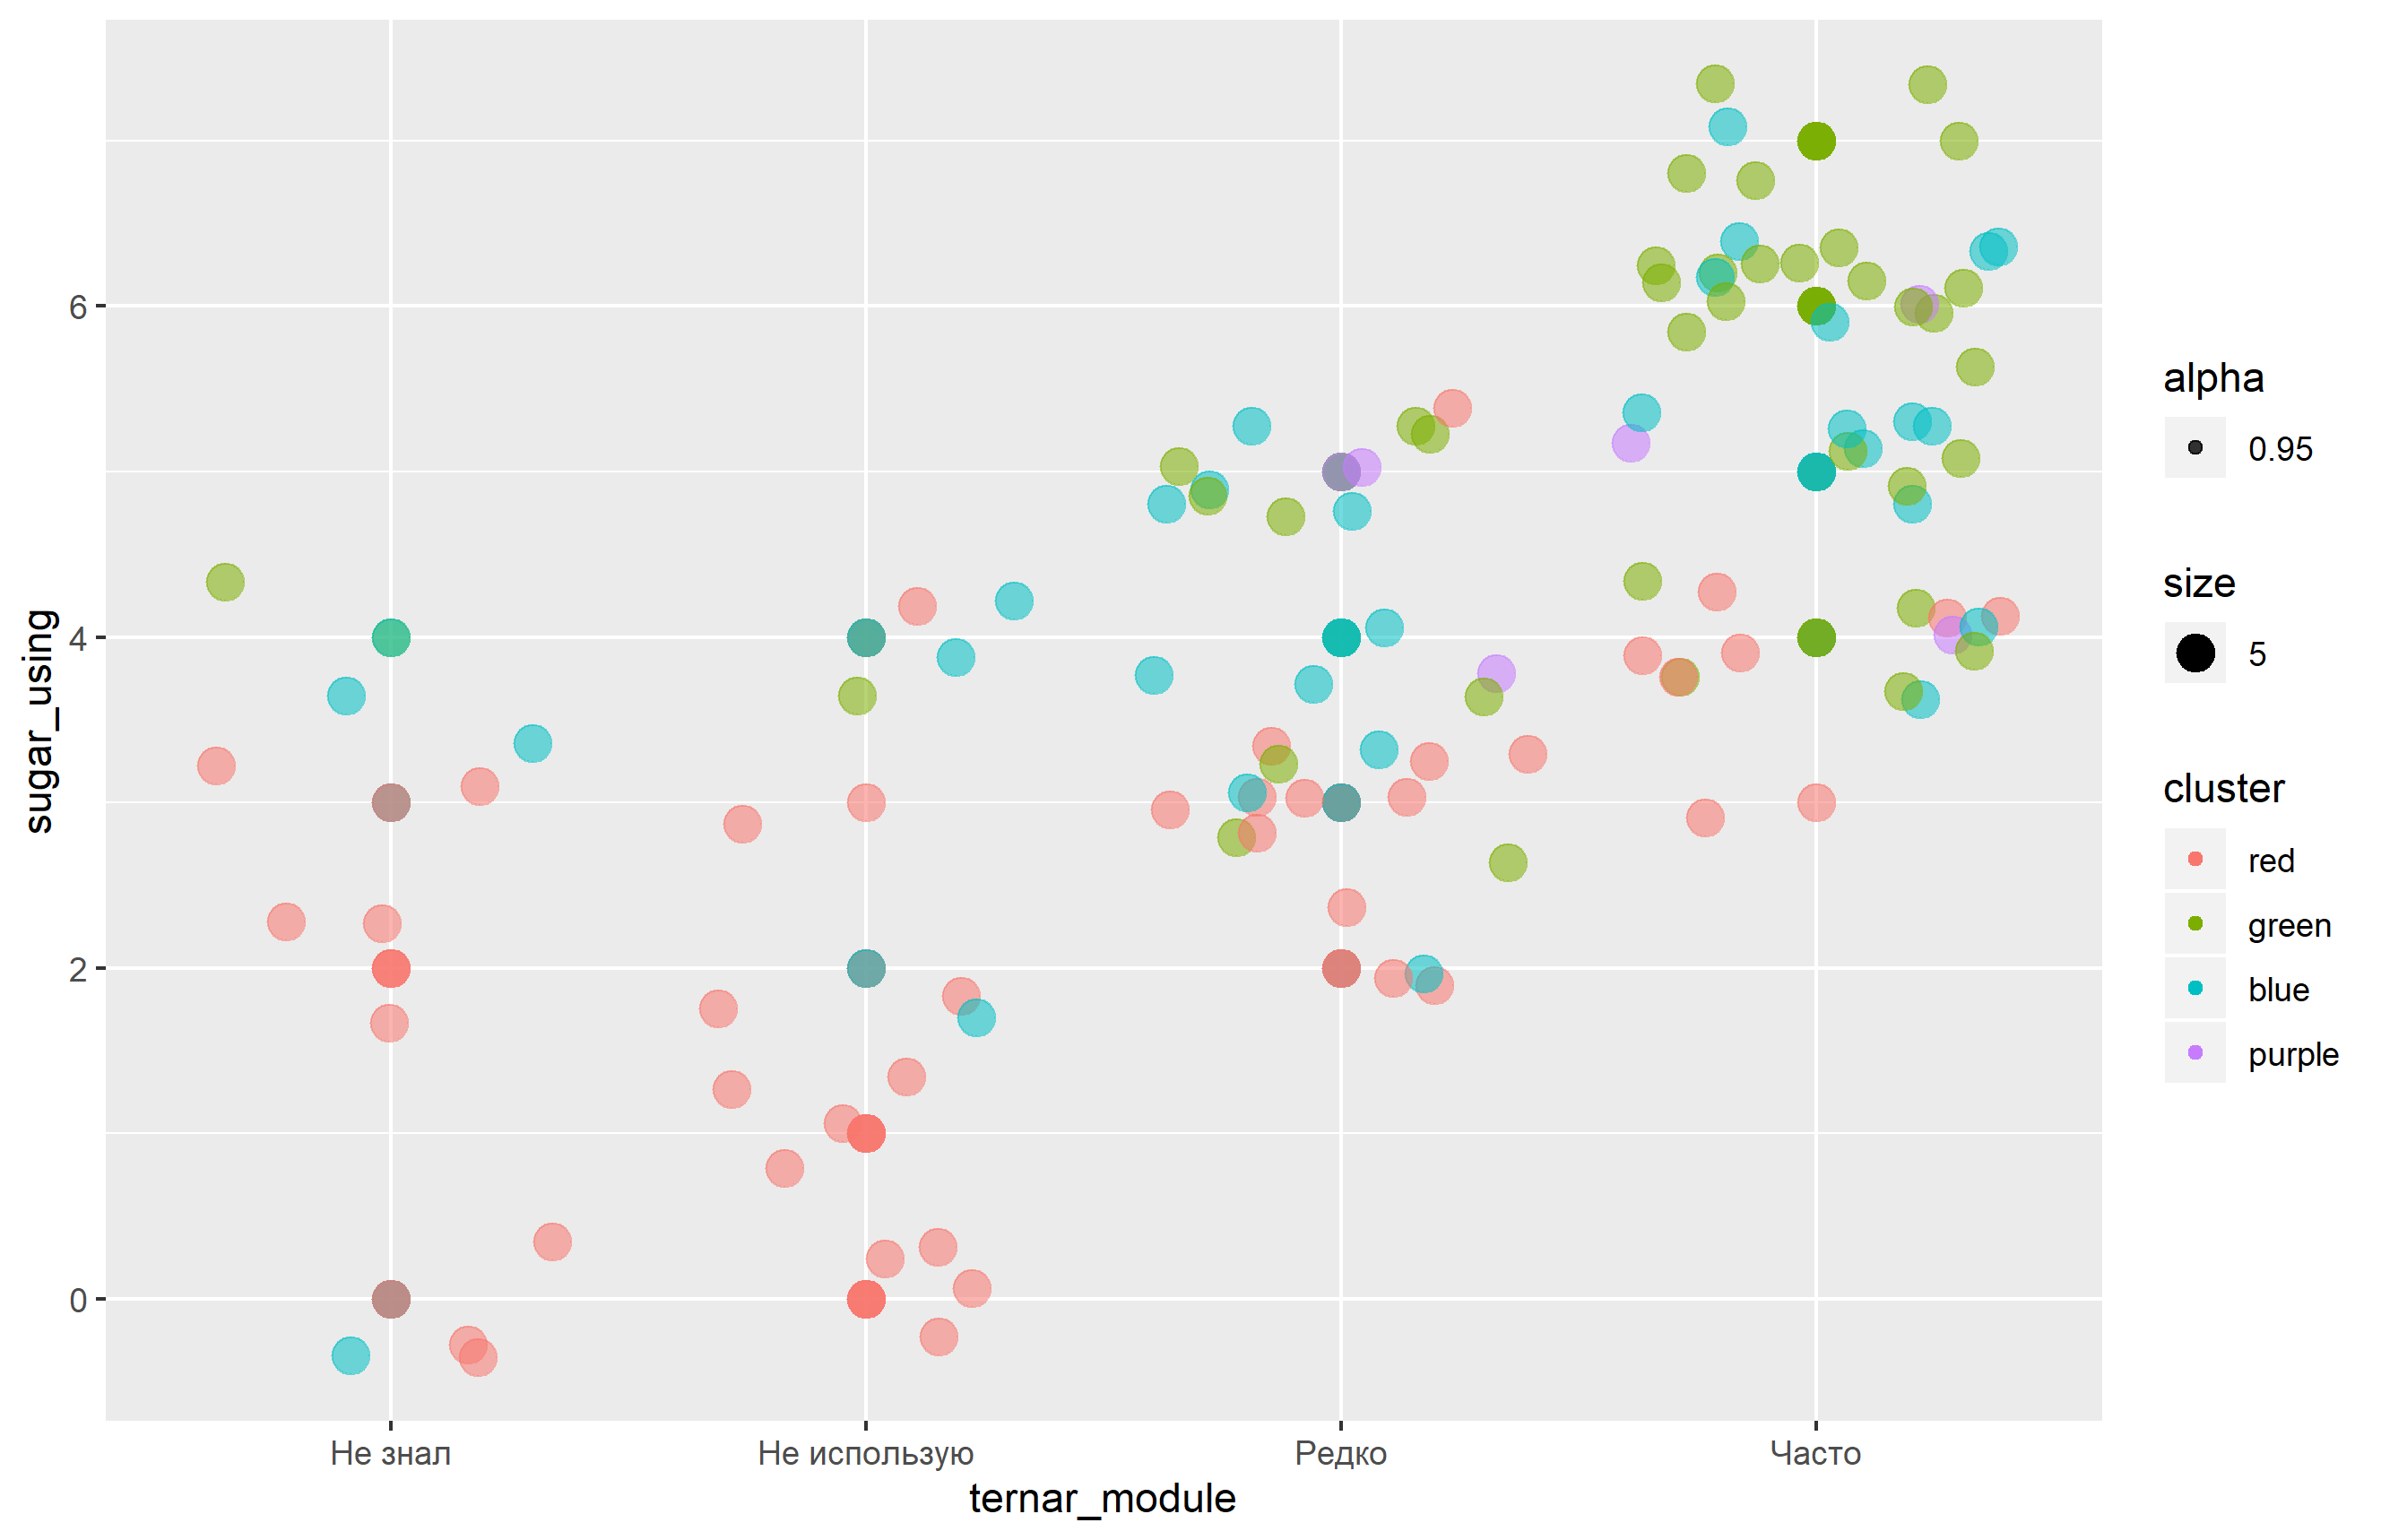 sugar_using
6
4
2
0
Не знал
Не использую
Редко
Часто
ternar_module
alpha
0.95
size
5
cluster
red
green
blue
purple